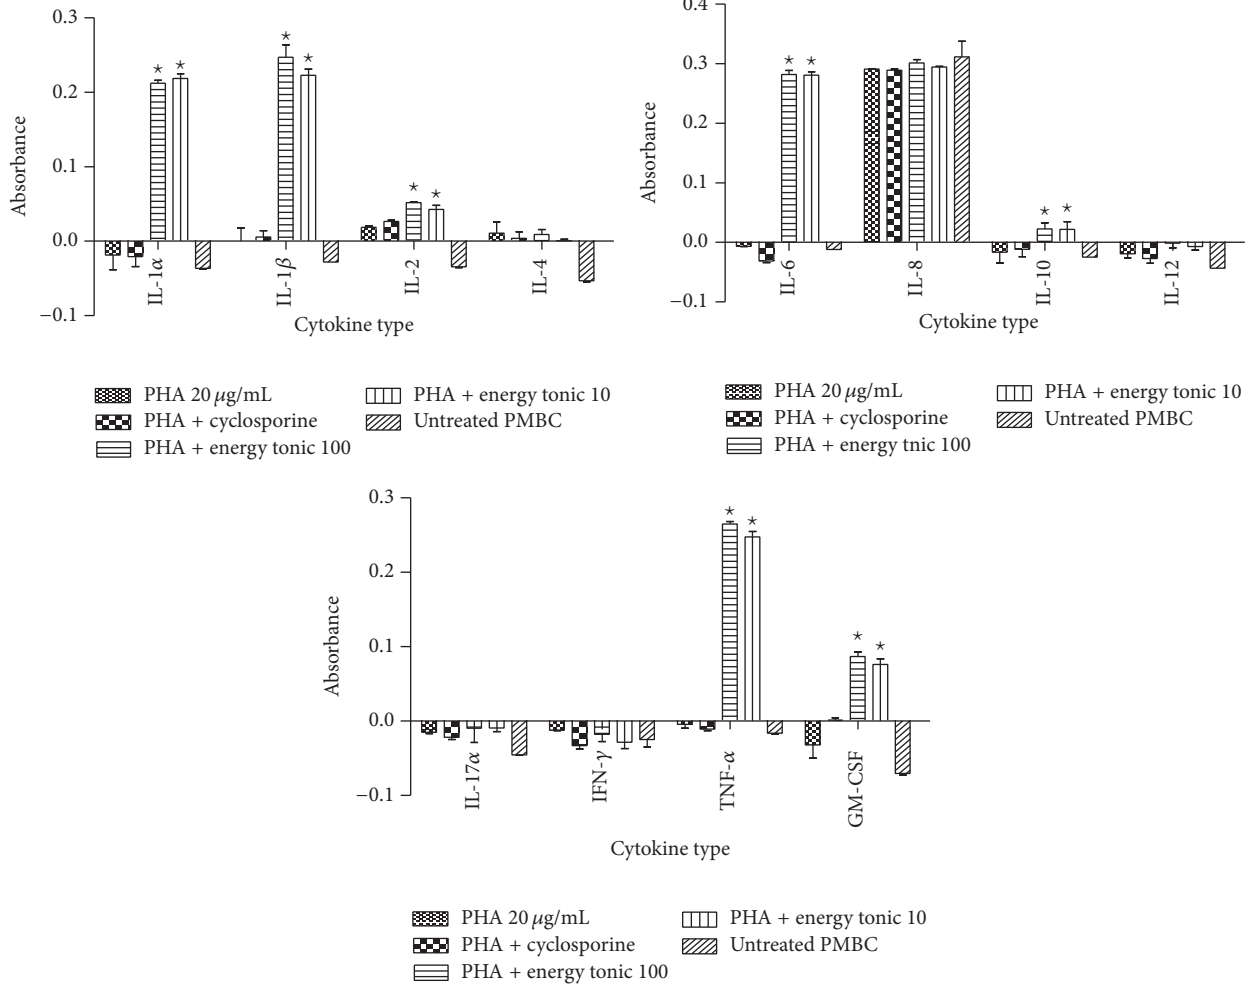 0.3
0.2
0.1
0.0
−0.1
Absorbance
* * * * * *
IL-1α IL-1β IL-2 IL-4
Cytokine type
PHA 20 μg/mL
PHA + cyclosporine
PHA + energy tonic 100
PHA + energy tonic 10
Untreated PMBC
0.4
0.3
0.2
0.1
0.0
−0.1
Absorbance
* * * *
IL-6 IL-8 IL-10 IL-12
Cytokine type
PHA 20 μg/mL
PHA + cyclosporine
PHA + energy tnic 100
PHA + energy tonic 10
Untreated PMBC
0.3
0.2
0.1
0.0
−0.1
Absorbance
* * * *
IL-17α IFN-γ TNF-α GM-CSF
Cytokine type
PHA 20 μg/mL
PHA + cyclosporine
PHA + energy tonic 100
PHA + energy tonic 10
Untreated PMBC